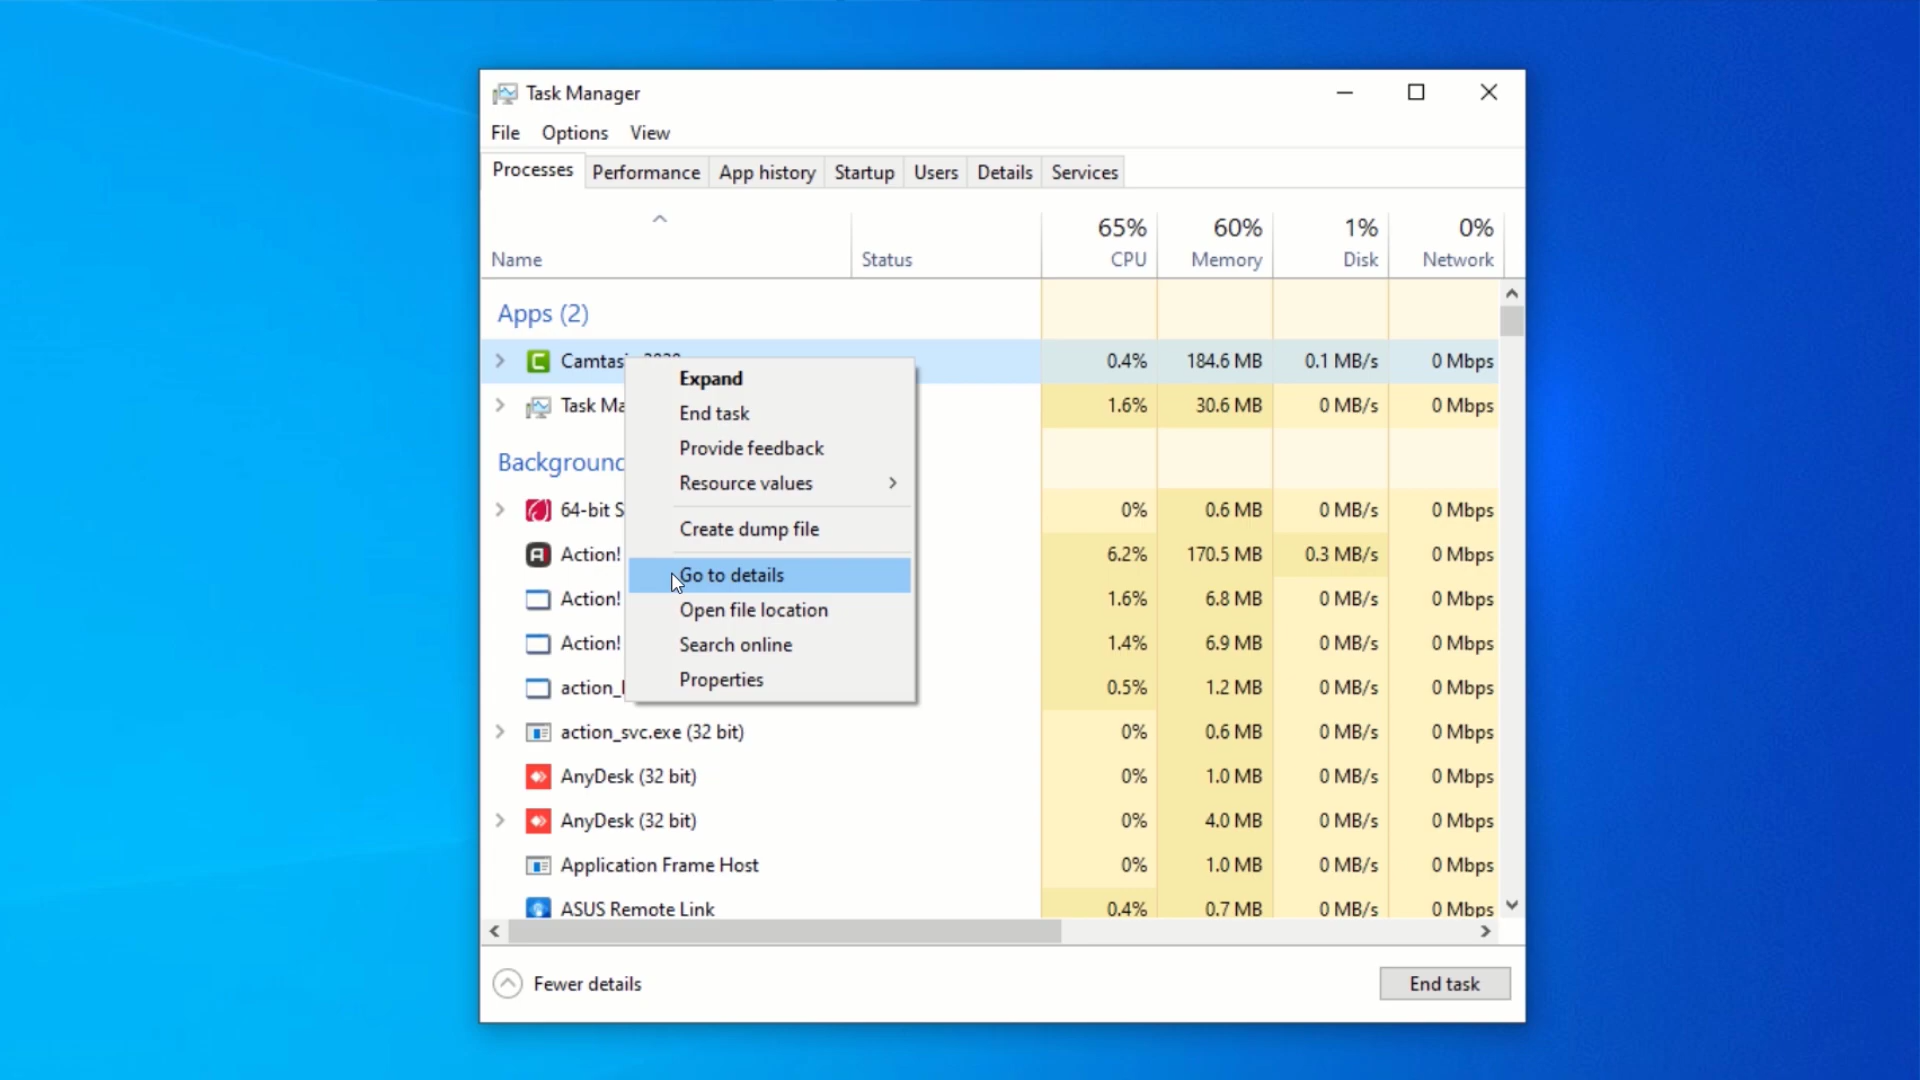 Task Manager
File Options View
Processes Performance App history Startup Users Details Services
65% 60% 1% 0%
Name Status CPU Memory Disk Network
Apps (2)
0.4% 184.6 MB 0.1 MB/s 0 Mbps
Expand
Task 1.6% 30.6 MB 0 MB/s 0 Mbps
End task
Provide feedback
Background
Resource values
64-bit 0% 0.6 MB 0 MB/s 0 Mbps
Create dump file
Action! 6.2% 170.5 MB 0.3 MB/s 0 Mbps
Go to details
Action! 1.6% 6.8 MB 0 MB/s 0 Mbps
Open file location
Action! 1.4% 6.9 MB 0 MB/s 0 Mbps
Search online
Properties
action_ 0.5% 1.2 MB 0 MB/s 0 Mbps
action_svc.exe (32 bit) 0% 0.6 MB 0 MB/s 0 Mbps
AnyDesk (32 bit) 0% 1.0 MB 0 MB/s 0 Mbps
AnyDesk (32 bit) 0% 4.0 MB 0 MB/s 0 Mbps
Application Frame Host 0% 1.0 MB 0 MB/s 0 Mbps
ASUS Remote Link 0.4% 0.7 MB 0 MB/s 0 Mbps
Fewer details End task